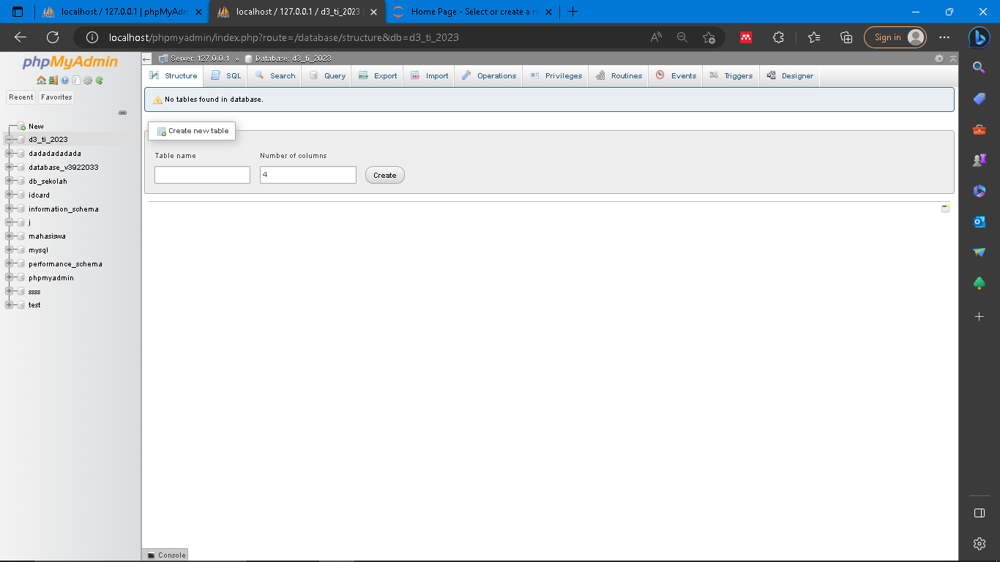 localhost / 127.0.0.1 | phpMyAdm
localhost / 127.0.0.1 / d3_ti_2023
Home Page - Select or create a n
localhost/phpmyadmin/index.php?route=/database/structure&db=d3_ti_2023
Sign in
phpMyAdmin
Recent
Favorites
New
d3_ti_2023
dadadadadada
database_v3922033
db_sekolah
idcard
information_schema
j
mahasiswa
mysql
performance_schema
phpmyadmin
ssss
test
Server: 127.0.0.1 » Database: d3_ti_2023
Structure SQL Search Query Export Import Operations Privileges Routines Events Triggers Designer
No tables found in database.
Create new table
Table name Number of columns
4 Create
Console